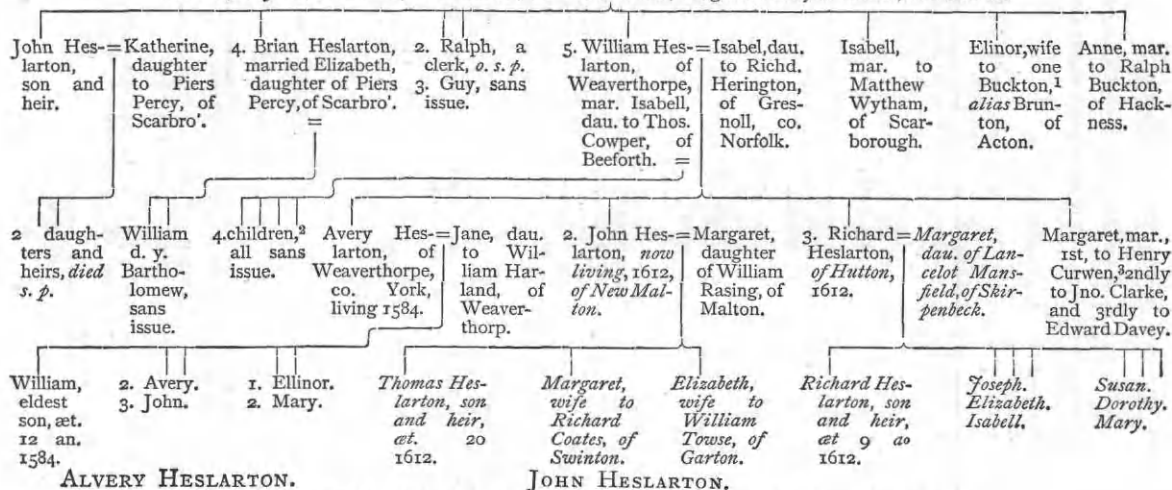 John Hes-
larton,
son and
heir.
=Katherine,
daughter
to Piers
Percy, of
Scarbro'.
4. Brian Heslarton,
married Elizabeth,
daughter of Piers
Percy, of Scarbro'.
=
2. Ralph, a
clerk, o. s. p.
3. Guy, sans
issue.
5. William Hes-
larton, of
Weaverthorpe,
mar. Isabell,
dau. to Thos.
Cowper, of
Beeforth. =
=Isabel, dau.
to Richd.
Herington,
of Gres-
noll, co.
Norfolk.
Isabell,
mar. to
Matthew
Wytham,
of Scar-
borough.
Elinor, wife
to one
Buckton,¹
alias Brun-
ton, of
Acton.
Anne, mar.
to Ralph
Buckton,
of Hack-
ness.
2 daugh-
ters and
heirs, died
s. p.
William
d. y.
Bartho-
lomew,
sans
issue.
4.children,²
all sans
issue.
Avery Hes-
larton, of
Weaverthorpe,
co. York,
living 1584.
=Jane, dau.
to Wil-
liam Har-
land, of
Weaver-
thorp.
2. John Hes-
larton, now
living, 1612,
of New Mal-
ton.
=Margaret,
daughter
of William
Rasing, of
Malton.
3. Richard
Heslarton,
of Hutton,
1612.
=Margaret,
dau. of Lan-
celot Mans-
field, of Skir-
penbeck.
Margaret, mar.,
1st, to Henry
Curwen,³ 2ndly
to Jno. Clarke,
and 3rdly to
Edward Davey.
William,
eldest
son, æt.
12 an.
1584.
2. Avery.
3. John.
1. Ellinor.
2. Mary.
Thomas Hes-
larton, son
and heir,
æt. 20
1612.
Margaret,
wife to
Richard
Coates, of
Swinton.
Elizabeth,
wife to
William
Towse, of
Garton.
Richard Hes-
larton, son
and heir,
æt 9 ao
1612.
Joseph.
Elizabeth.
Isabell.
Susan.
Dorothy.
Mary.
ALVERY HESLARTON.
JOHN HESLARTON.